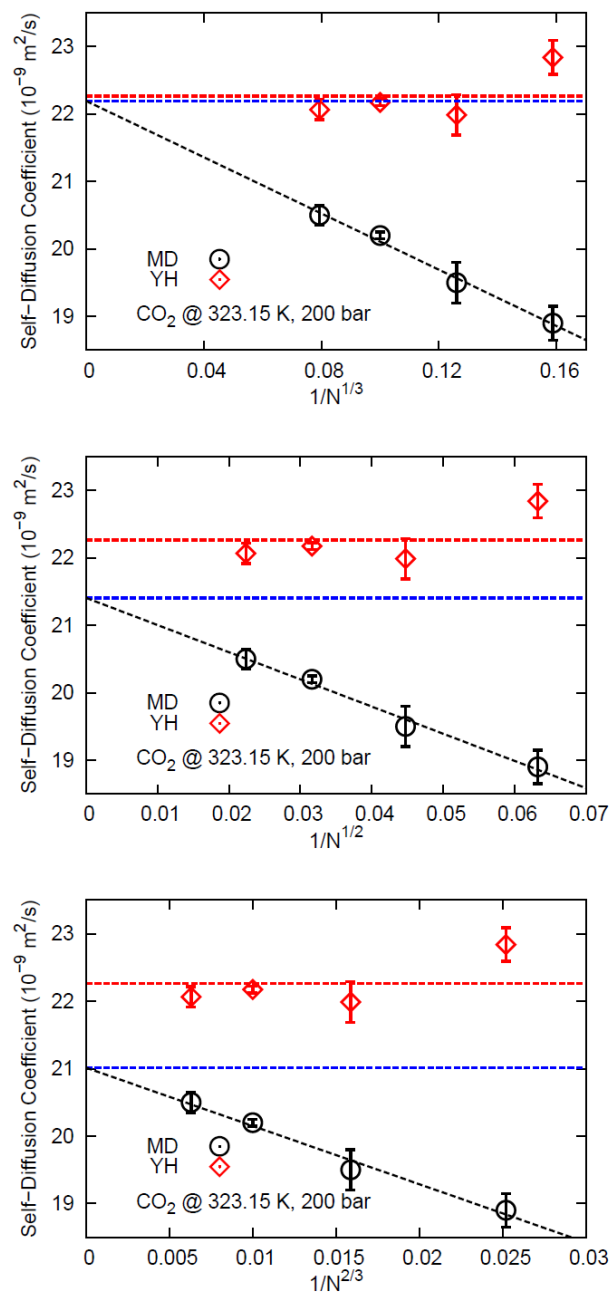 23
22
21
20
19
Self−Diffusion Coefficient (10⁻⁹ m²/s)
MD
YH
CO₂ @ 323.15 K, 200 bar
0 0.04 0.08 0.12 0.16
1/N^1/3
23
22
21
20
19
Self−Diffusion Coefficient (10⁻⁹ m²/s)
MD
YH
CO₂ @ 323.15 K, 200 bar
0 0.01 0.02 0.03 0.04 0.05 0.06 0.07
1/N^1/2
23
22
21
20
19
Self−Diffusion Coefficient (10⁻⁹ m²/s)
MD
YH
CO₂ @ 323.15 K, 200 bar
0 0.005 0.01 0.015 0.02 0.025 0.03
1/N^2/3